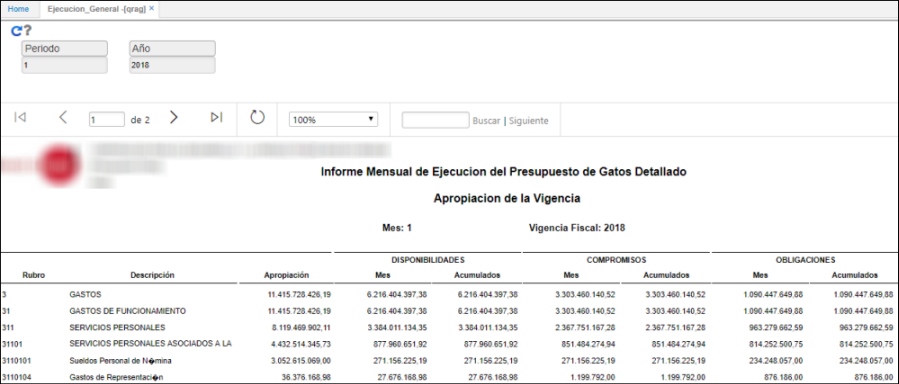 Home Ejecucion_General -[qrag] ×
?
Periodo Año
1 2018
1 de 2 100% Buscar | Siguiente
Informe Mensual de Ejecucion del Presupuesto de Gatos Detallado
Apropiacion de la Vigencia
Mes: 1 Vigencia Fiscal: 2018
DISPONIBILIDADES COMPROMISOS OBLIGACIONES
Rubro Descripción Apropiación Mes Acumulados Mes Acumulados Mes Acumulados
3 GASTOS 11.415.728.426,19 6.216.404.397,38 6.216.404.397,38 3.303.460.140,52 3.303.460.140,52 1.090.447.649,88 1.090.447.649,88
31 GASTOS DE FUNCIONAMIENTO 11.415.728.426,19 6.216.404.397,38 6.216.404.397,38 3.303.460.140,52 3.303.460.140,52 1.090.447.649,88 1.090.447.649,88
311 SERVICIOS PERSONALES 8.119.469.902,11 3.384.011.134,35 3.384.011.134,35 2.367.751.167,28 2.367.751.167,28 963.279.662,59 963.279.662,59
31101 SERVICIOS PERSONALES ASOCIADOS A LA 4.432.514.345,73 877.960.651,92 877.960.651,92 851.484.274,94 851.484.274,94 814.252.500,75 814.252.500,75
3110101 Sueldos Personal de N�mina 3.052.615.069,00 271.156.225,19 271.156.225,19 271.156.225,19 271.156.225,19 234.248.057,00 234.248.057,00
3110104 Gastos de Representaci�n 36.376.168,98 27.676.168,98 27.676.168,98 1.199.792,00 1.199.792,00 876.186,00 876.186,00